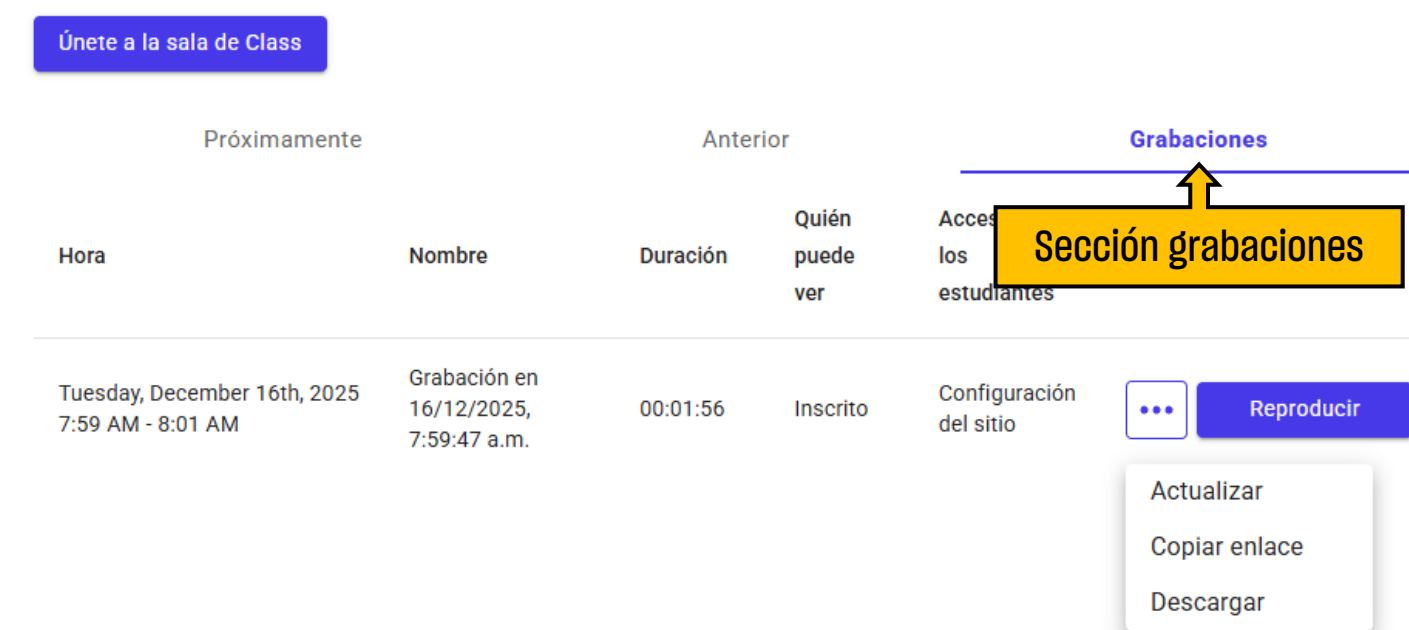 Únete a la sala de Class
Próximamente Anterior Grabaciones
Sección grabaciones
Hora Nombre Duración
Quién
puede
ver
los
estudiantes
Tuesday, December 16th, 2025
7:59 AM - 8:01 AM
Grabación en
16/12/2025,
7:59:47 a.m.
00:01:56
Inscrito
Configuración
del sitio
Reproducir
Actualizar
Copiar enlace
Descargar